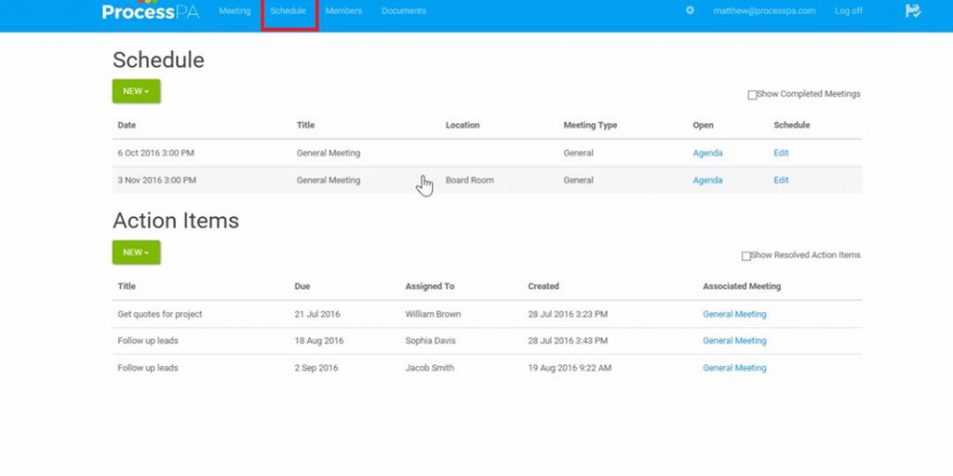 ProcessPA Meeting Schedule Members Documents matthew@processpa.com Log off
Schedule
NEW
Show Completed Meetings
Date Title Location Meeting Type Open Schedule
6 Oct 2016 3:00 PM General Meeting General Agenda Edit
3 Nov 2016 3:00 PM General Meeting Board Room General Agenda Edit
Action Items
NEW
Show Resolved Action Items
Title Due Assigned To Created Associated Meeting
Get quotes for project 21 Jul 2016 William Brown 28 Jul 2016 3:23 PM General Meeting
Follow up leads 18 Aug 2016 Sophia Davis 28 Jul 2016 3:43 PM General Meeting
Follow up leads 2 Sep 2016 Jacob Smith 19 Aug 2016 9:22 AM General Meeting